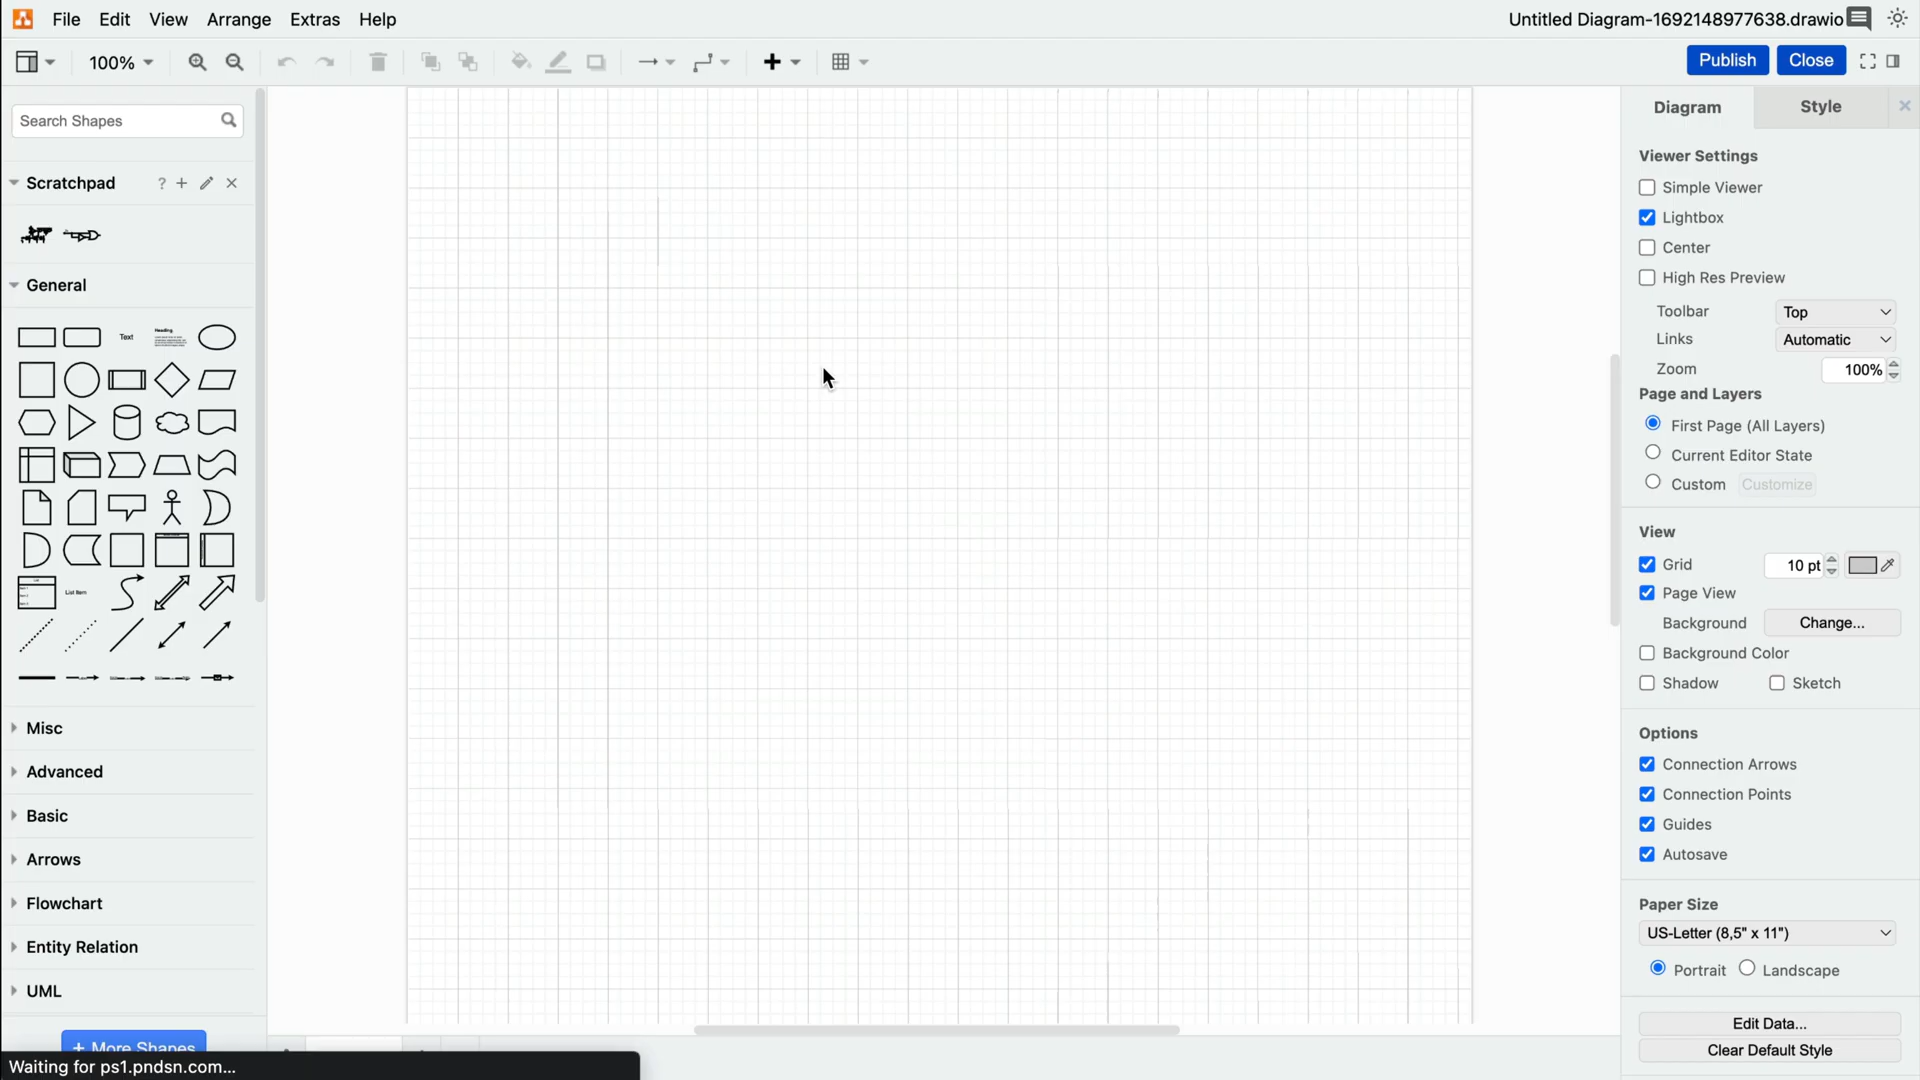 File Edit View Arrange Extras Help
Untitled Diagram-1692148977638.drawio
100%
Publish Close
Search Shapes
Diagram Style
Scratchpad ?
General
Text
Heading
List Item
Misc
Advanced
Basic
Arrows
Flowchart
Entity Relation
UML
+ More Shapes
Waiting for ps1.pndsn.com...
Viewer Settings
Simple Viewer
Lightbox
Center
High Res Preview
Toolbar Top
Links Automatic
Zoom 100%
Page and Layers
First Page (All Layers)
Current Editor State
Custom Customize
View
Grid 10 pt
Page View
Background Change...
Background Color
Shadow Sketch
Options
Connection Arrows
Connection Points
Guides
Autosave
Paper Size
US-Letter (8,5" x 11")
Portrait Landscape
Edit Data...
Clear Default Style